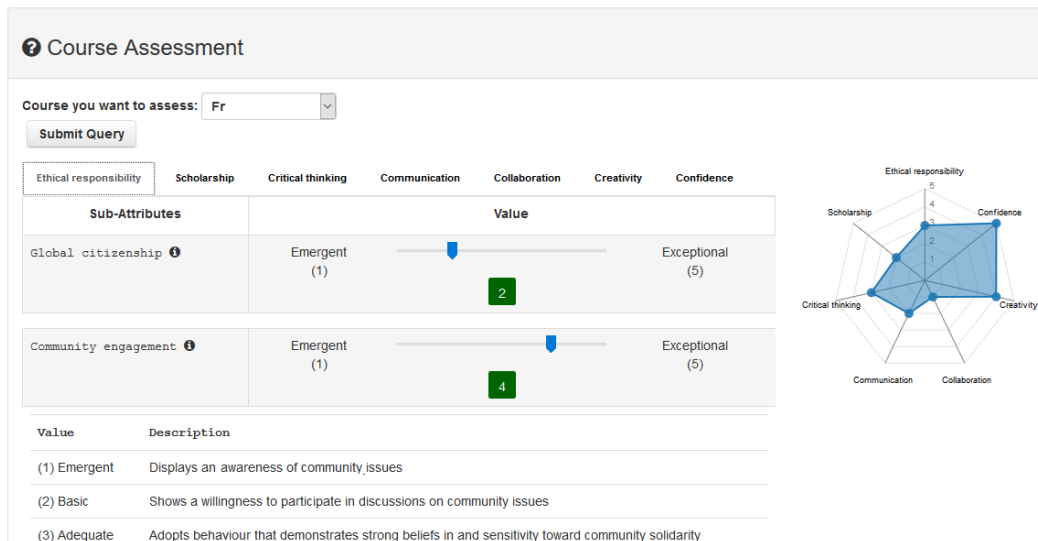 Course Assessment
Course you want to assess: Fr
Submit Query
Ethical responsibility Scholarship Critical thinking Communication Collaboration Creativity Confidence
Sub-Attributes Value
Global citizenship Emergent (1) Exceptional (5)
2
Community engagement Emergent (1) Exceptional (5)
4
Value Description
(1) Emergent Displays an awareness of community issues
(2) Basic Shows a willingness to participate in discussions on community issues
(3) Adequate Adopts behaviour that demonstrates strong beliefs in and sensitivity toward community solidarity
Ethical responsibility
5
4
Scholarship 3 Confidence
2
1
Critical thinking Creativity
Communication Collaboration